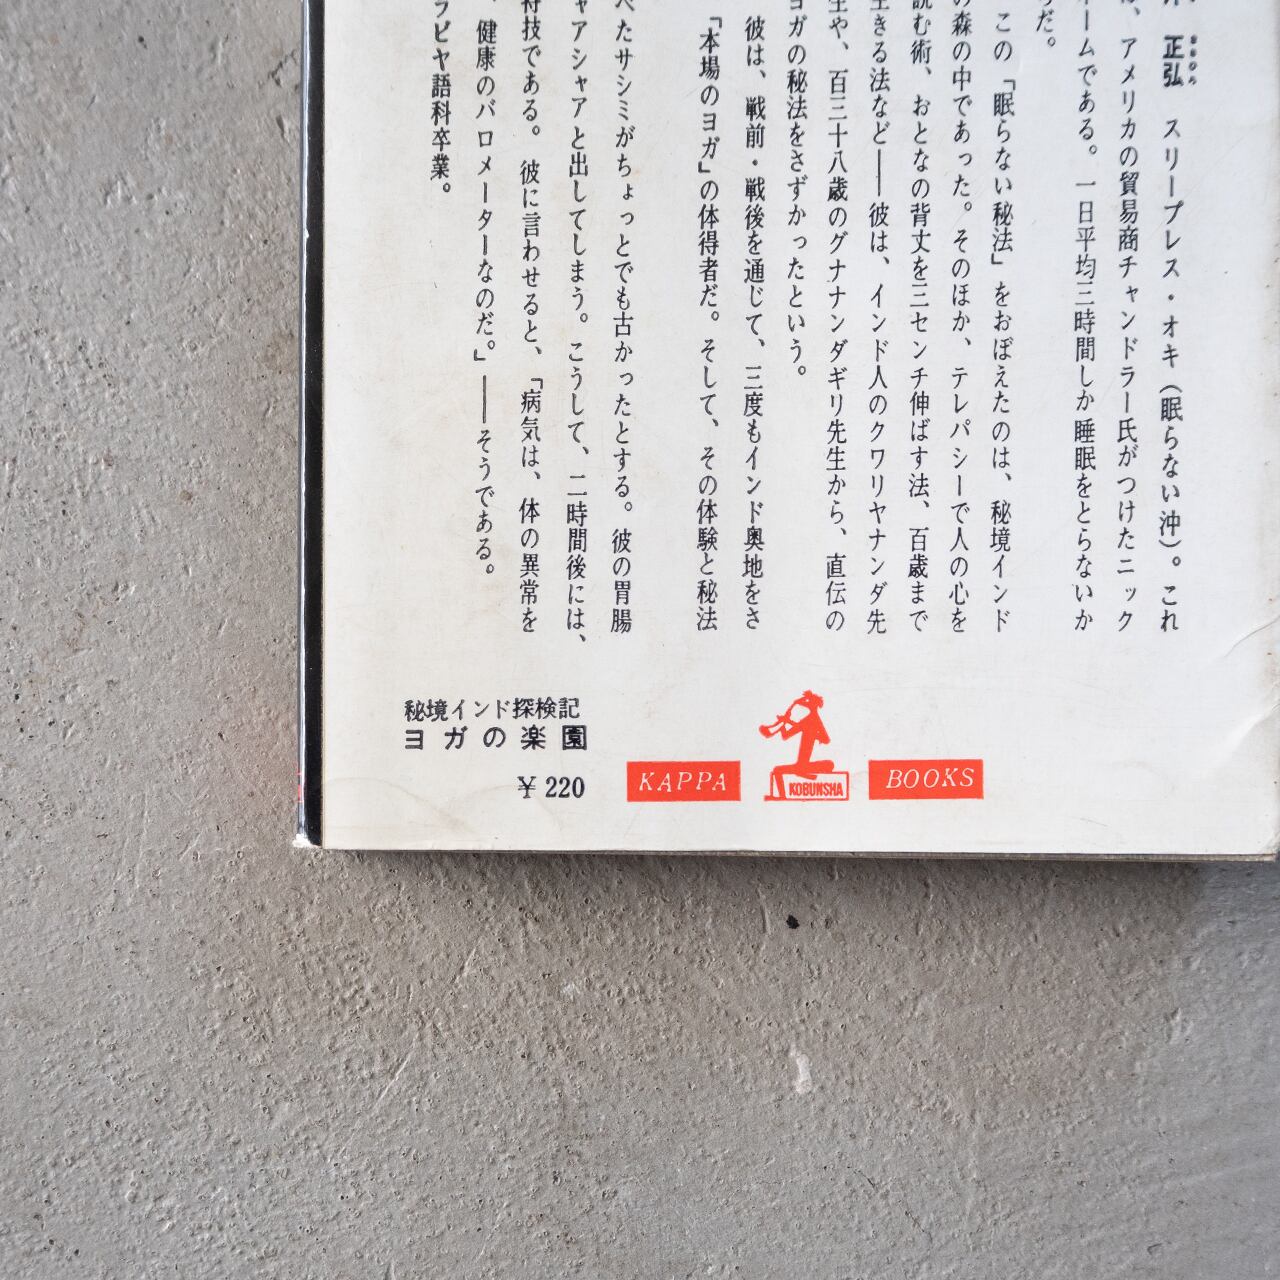 正弘 スリープレス・オキ（眠らない沖）。これ
、アメリカの貿易商チャンドラー氏がつけたニック
ームである。一日平均三時間しか睡眠をとらないか
だ。
この「眠らない秘法」をおぼえたのは、秘境インド
の森の中であった。そのほか、テレパシーで人の心を
読む術、おとなの背丈を三センチ伸ばす法、百歳まで
生きる法など——彼は、インド人のクワリヤナンダ先
生や、百三十八歳のグナナンダギリ先生から、直伝の
ヨガの秘法をさずかったという。
彼は、戦前・戦後を通じて、三度もインド奥地をさ
「本場のヨガ」の体得者だ。そして、その体験と秘法
べたサシミがちょっとでも古かったとする。彼の胃腸
ャアシャアと出してしまう。こうして、二時間後には、
特技である。彼に言わせると、「病気は、体の異常を
、健康のバロメーターなのだ。」——そうである。
ラビヤ語科卒業。
秘境インド探検記
ヨガの楽園
¥220
KAPPA
KOBUNSHA
BOOKS